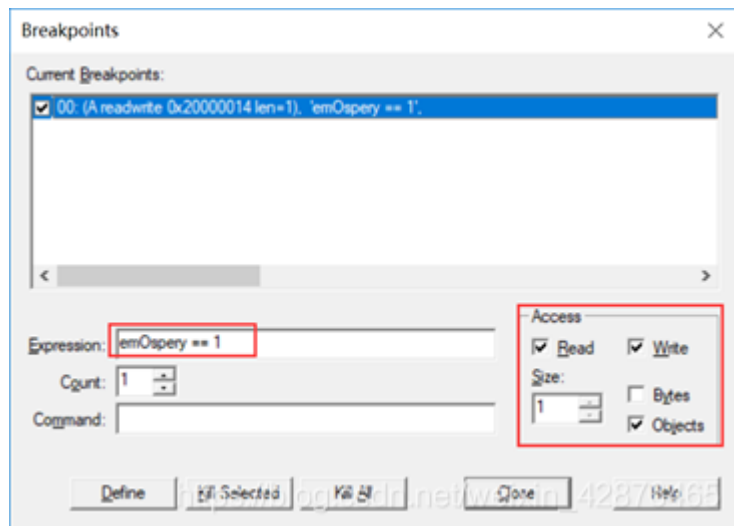 Breakpoints
Current Breakpoints:
00: (A readwrite 0x20000014 len=1), 'emOspery == 1',
Expression: emOspery == 1
Count: 1
Command:
Access
Read Write
Size:
1
Bytes
Objects
Define Kill Selected Kill All Close Help